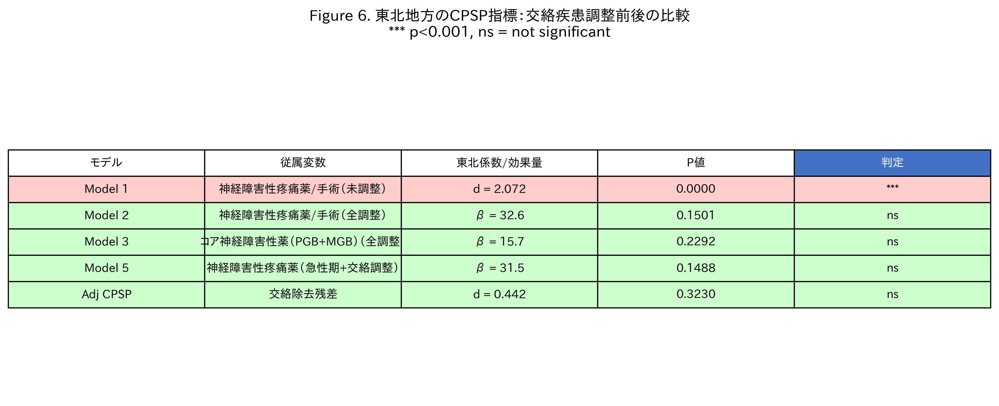 Figure 6. 東北地方のCPSP指標：交絡疾患調整前後の比較
*** p<0.001, ns = not significant
モデル 従属変数 東北係数/効果量 P値 判定
Model 1 神経障害性疼痛薬/手術（未調整） d = 2.072 0.0000 ***
Model 2 神経障害性疼痛薬/手術（全調整） β = 32.6 0.1501 ns
Model 3 コア神経障害性薬（PGB+MGB）（全調整 β = 15.7 0.2292 ns
Model 5 神経障害性疼痛薬（急性期+交絡調整） β = 31.5 0.1488 ns
Adj CPSP 交絡除去残差 d = 0.442 0.3230 ns